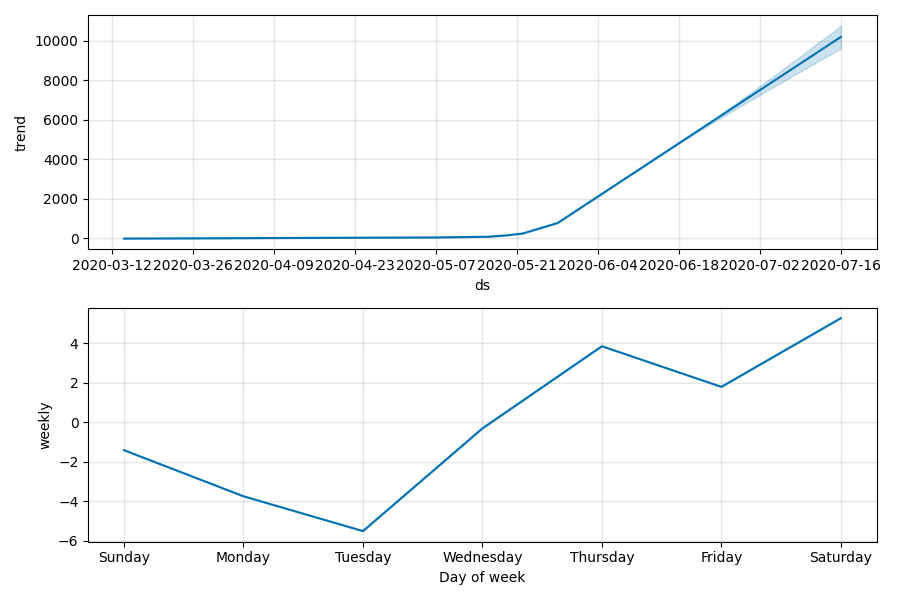 10000
8000
6000
4000
2000
0
trend
2020-03-12 2020-03-26 2020-04-09 2020-04-23 2020-05-07 2020-05-21 2020-06-04 2020-06-18 2020-07-02 2020-07-16
ds
4
2
0
−2
−4
−6
weekly
Sunday Monday Tuesday Wednesday Thursday Friday Saturday
Day of week